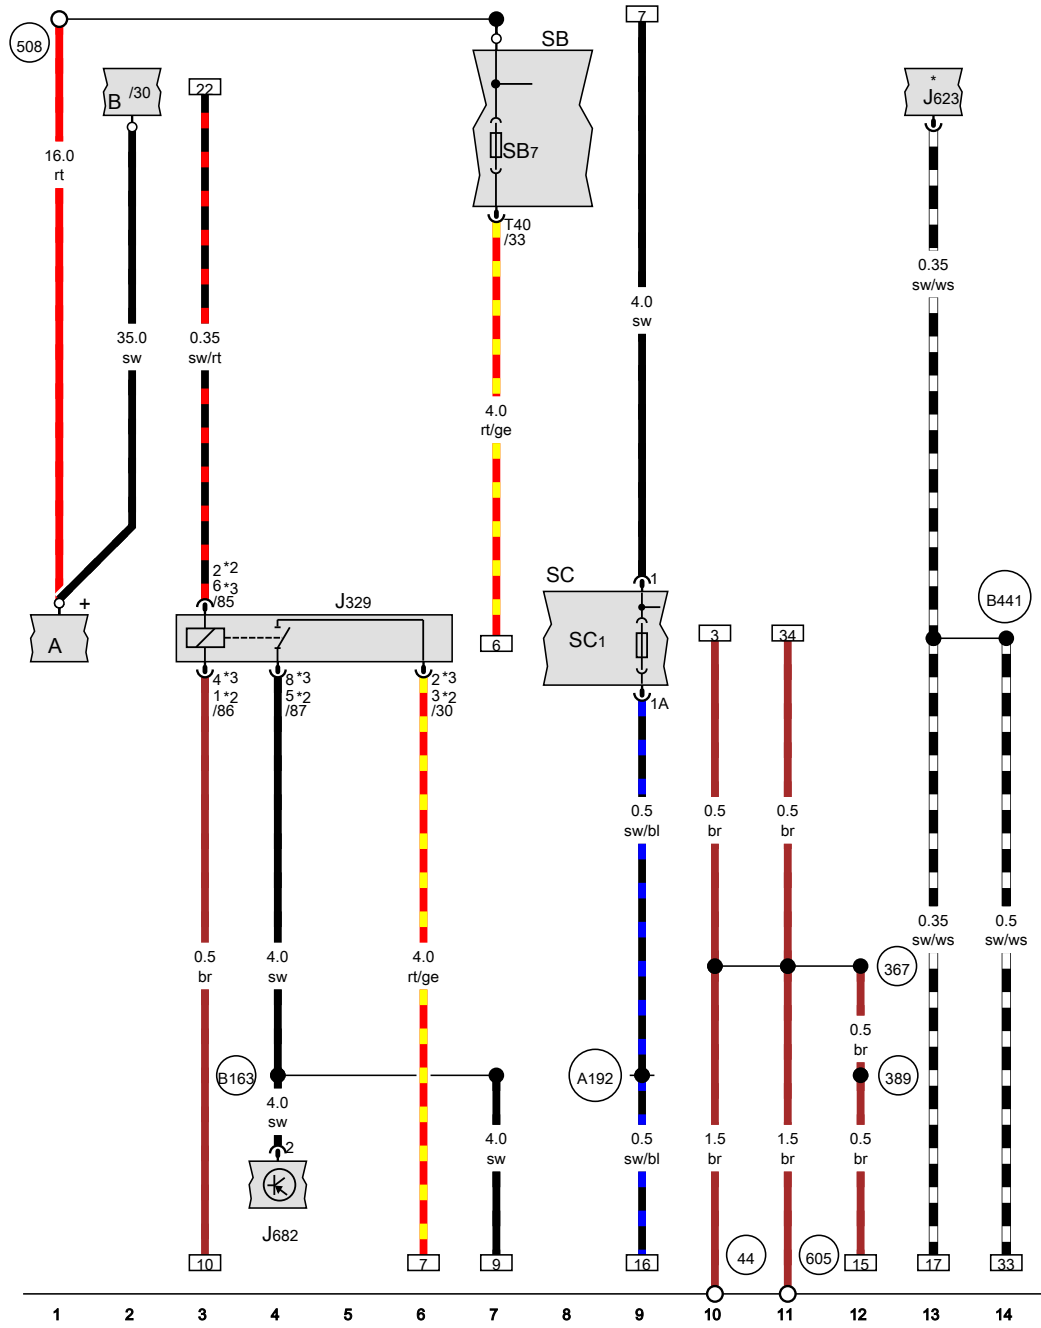 7
508
SB
B /30
22
*
J623
16.0
rt
SB7
T40
/33
0.35
sw/ws
4.0
sw
35.0
sw
0.35
sw/rt
4.0
rt/ge
2*2
6*3
/85
+
J329
SC
1
B441
A
6
SC1
3
34
4*3
1*2
/86
8*3
5*2
/87
2*3
3*2
/30
1A
0.5
sw/bl
0.5
br
0.5
br
0.35
sw/ws
0.5
sw/ws
0.5
br
4.0
sw
4.0
rt/ge
367
0.5
br
B163
A192
389
4.0
sw
2
4.0
sw
0.5
sw/bl
1.5
br
1.5
br
0.5
br
J682
44
605
10
7
9
16
15
17
33
1 2 3 4 5 6 7 8 9 10 11 12 13 14